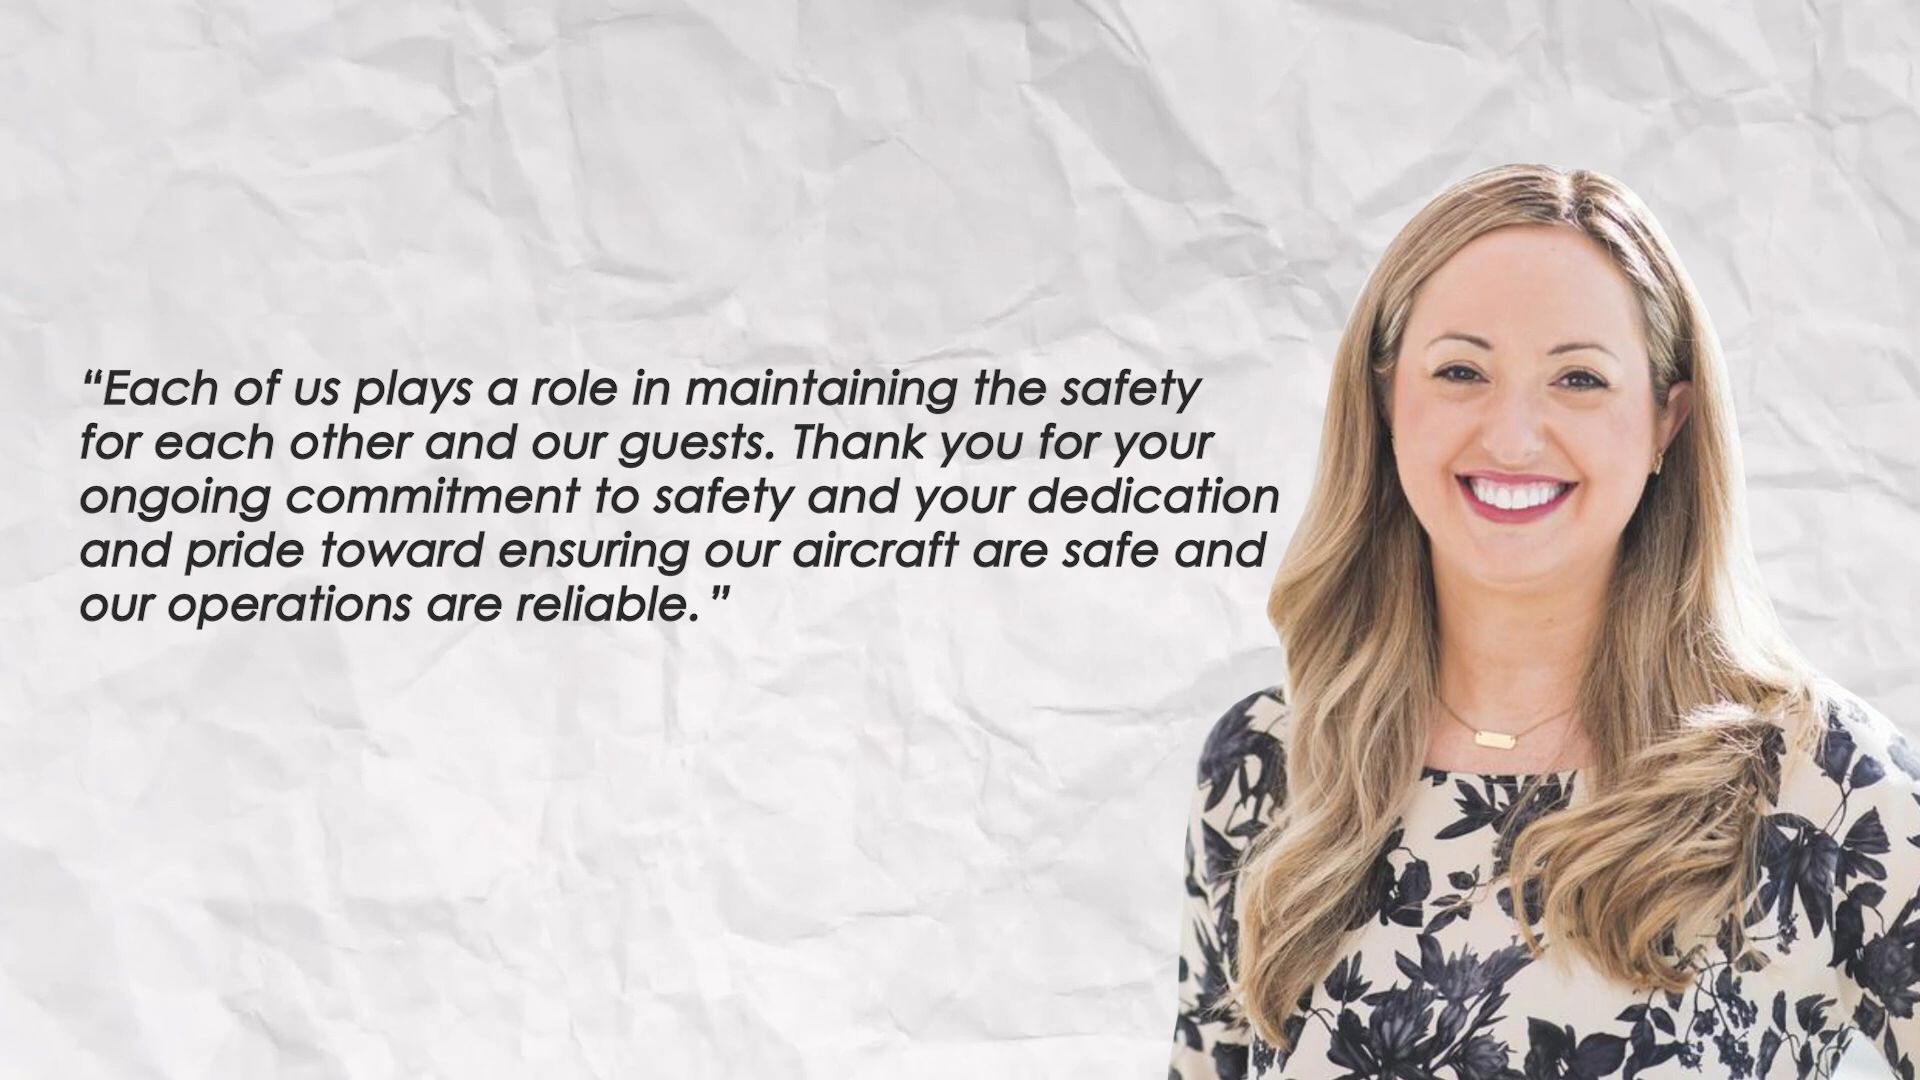 “Each of us plays a role in maintaining the safety
for each other and our guests. Thank you for your
ongoing commitment to safety and your dedication
and pride toward ensuring our aircraft are safe and
our operations are reliable.”